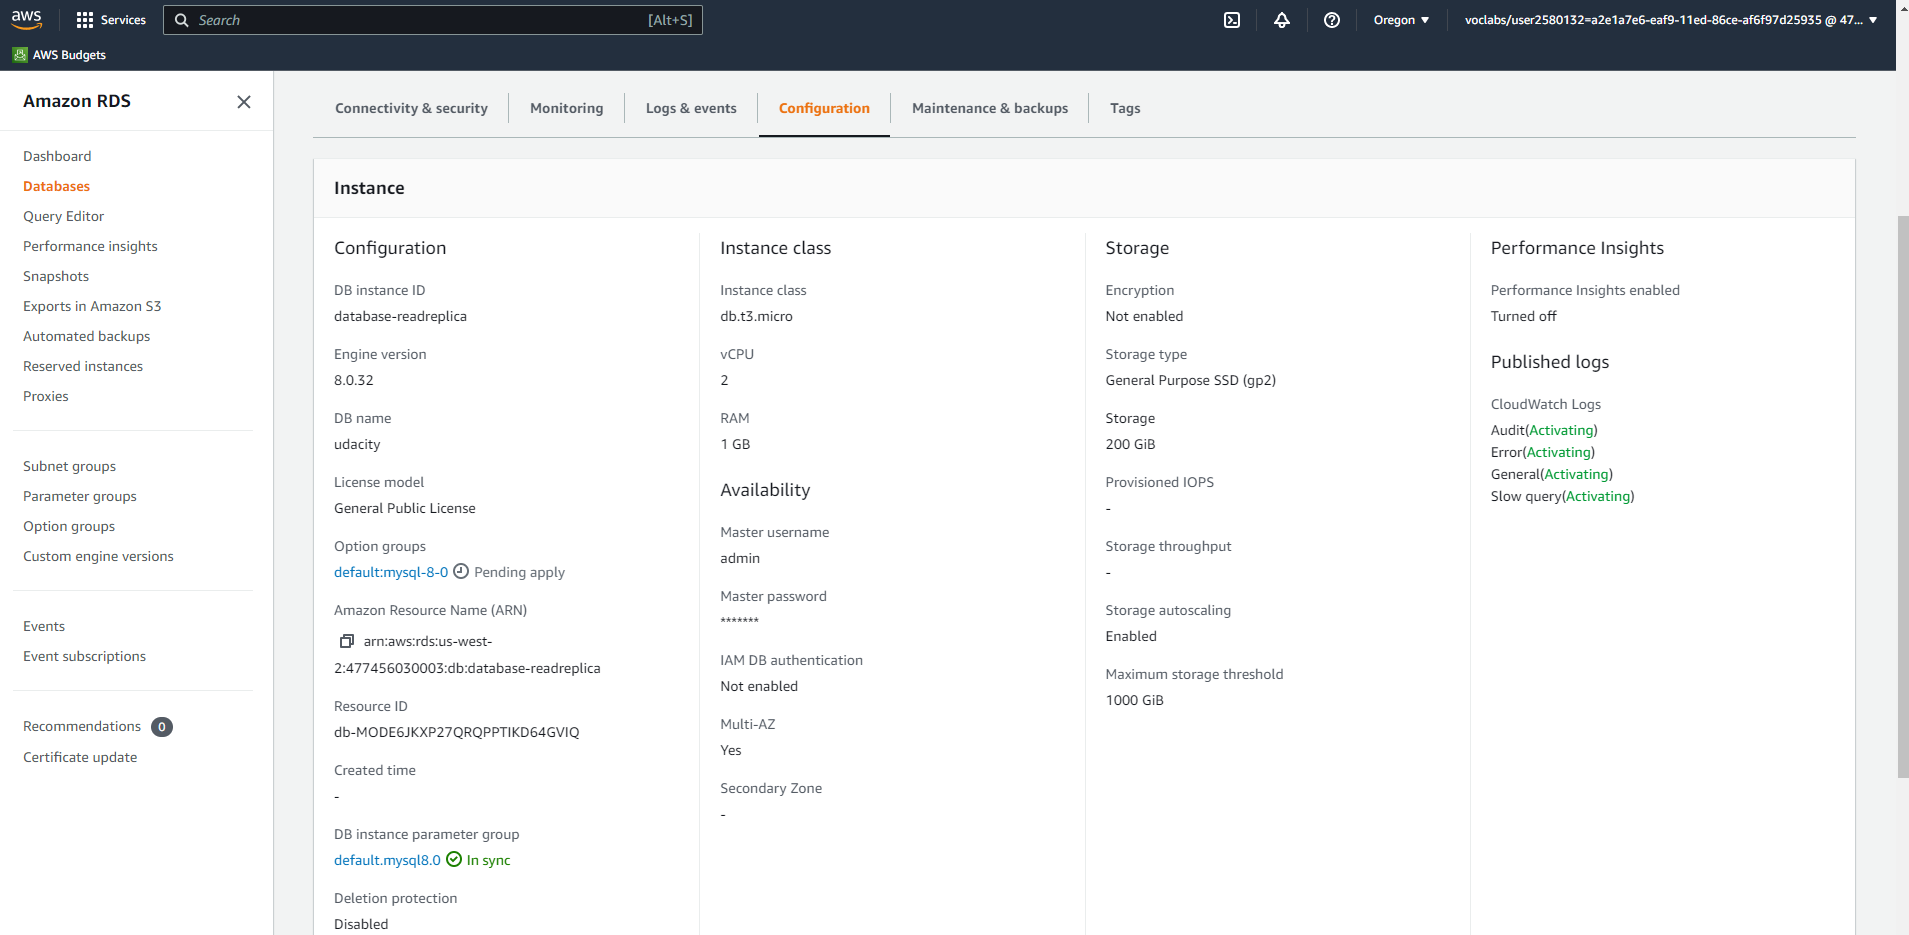 aws
Services
Search
[Alt+S]
Oregon
voclabs/user2580132=a2e1a7e6-eaf9-11ed-86ce-af6f97d25935 @ 47...
AWS Budgets
Amazon RDS
Dashboard
Databases
Query Editor
Performance insights
Snapshots
Exports in Amazon S3
Automated backups
Reserved instances
Proxies
Subnet groups
Parameter groups
Option groups
Custom engine versions
Events
Event subscriptions
Recommendations 0
Certificate update
Connectivity & security
Monitoring
Logs & events
Configuration
Maintenance & backups
Tags
Instance
Configuration
DB instance ID
database-readreplica
Engine version
8.0.32
DB name
udacity
License model
General Public License
Option groups
default:mysql-8-0 Pending apply
Amazon Resource Name (ARN)
arn:aws:rds:us-west-
2:477456030003:db:database-readreplica
Resource ID
db-MODE6JKXP27QRQPPTIKD64GVIQ
Created time
-
DB instance parameter group
default.mysql8.0 In sync
Deletion protection
Disabled
Instance class
Instance class
db.t3.micro
vCPU
2
RAM
1 GB
Availability
Master username
admin
Master password
*******
IAM DB authentication
Not enabled
Multi-AZ
Yes
Secondary Zone
-
Storage
Encryption
Not enabled
Storage type
General Purpose SSD (gp2)
Storage
200 GiB
Provisioned IOPS
-
Storage throughput
-
Storage autoscaling
Enabled
Maximum storage threshold
1000 GiB
Performance Insights
Performance Insights enabled
Turned off
Published logs
CloudWatch Logs
Audit(Activating)
Error(Activating)
General(Activating)
Slow query(Activating)